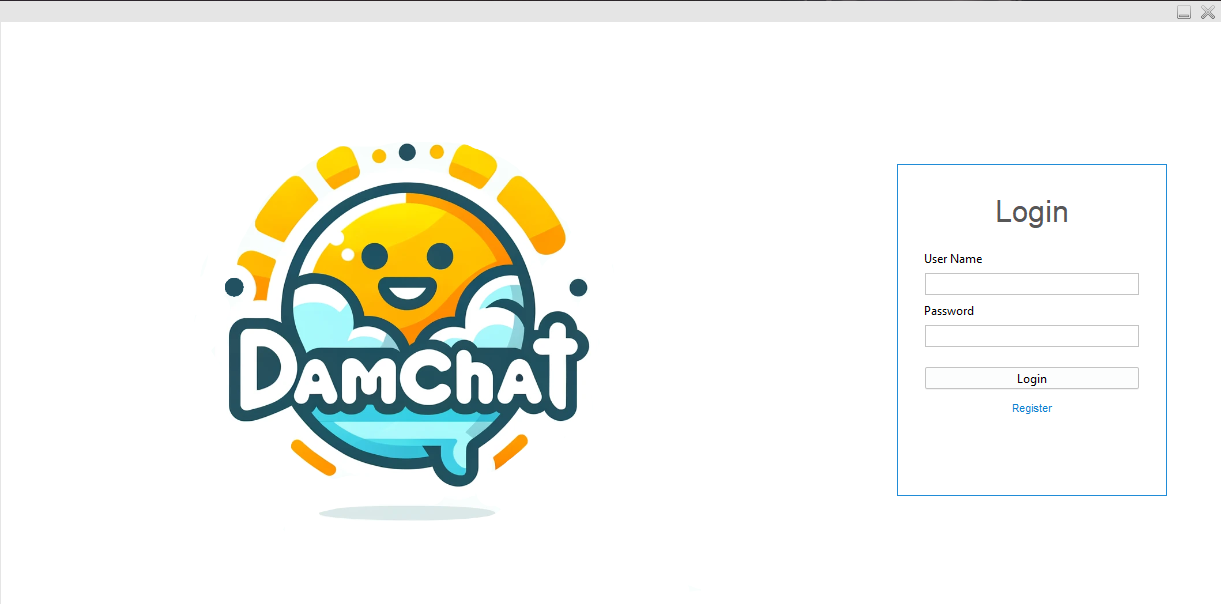 DAMChAT
Login
User Name
Password
Login
Register